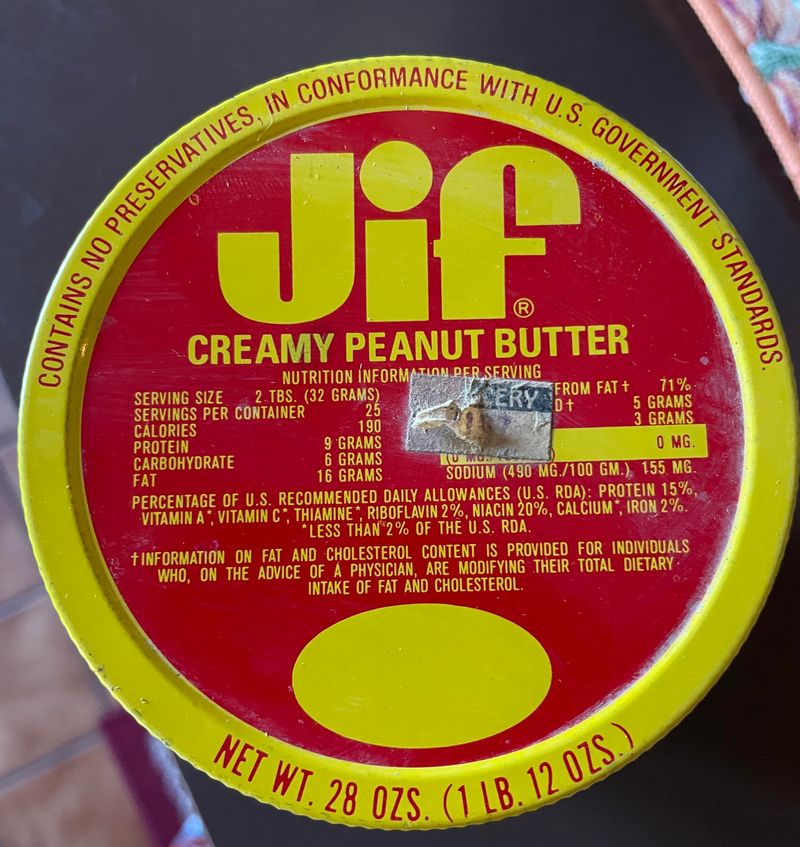 CONTAINS NO PRESERVATIVES, IN CONFORMANCE WITH U.S. GOVERNMENT STANDARDS.
Jif®
CREAMY PEANUT BUTTER
NUTRITION INFORMATION PER SERVING
SERVING SIZE 2 TBS. (32 GRAMS)
SERVINGS PER CONTAINER 25
CALORIES 190
PROTEIN 9 GRAMS
CARBOHYDRATE 6 GRAMS
FAT 16 GRAMS
FROM FAT† 71%
D† 5 GRAMS
3 GRAMS
0 MG.
SODIUM (490 MG./100 GM.) 155 MG.
CERY
PERCENTAGE OF U.S. RECOMMENDED DAILY ALLOWANCES (U.S. RDA): PROTEIN 15%,
VITAMIN A*, VITAMIN C*, THIAMINE*, RIBOFLAVIN 2%, NIACIN 20%, CALCIUM*, IRON 2%.
*LESS THAN 2% OF THE U.S. RDA.
†INFORMATION ON FAT AND CHOLESTEROL CONTENT IS PROVIDED FOR INDIVIDUALS
WHO, ON THE ADVICE OF A PHYSICIAN, ARE MODIFYING THEIR TOTAL DIETARY
INTAKE OF FAT AND CHOLESTEROL.
NET WT. 28 OZS. (1 LB. 12 OZS.)